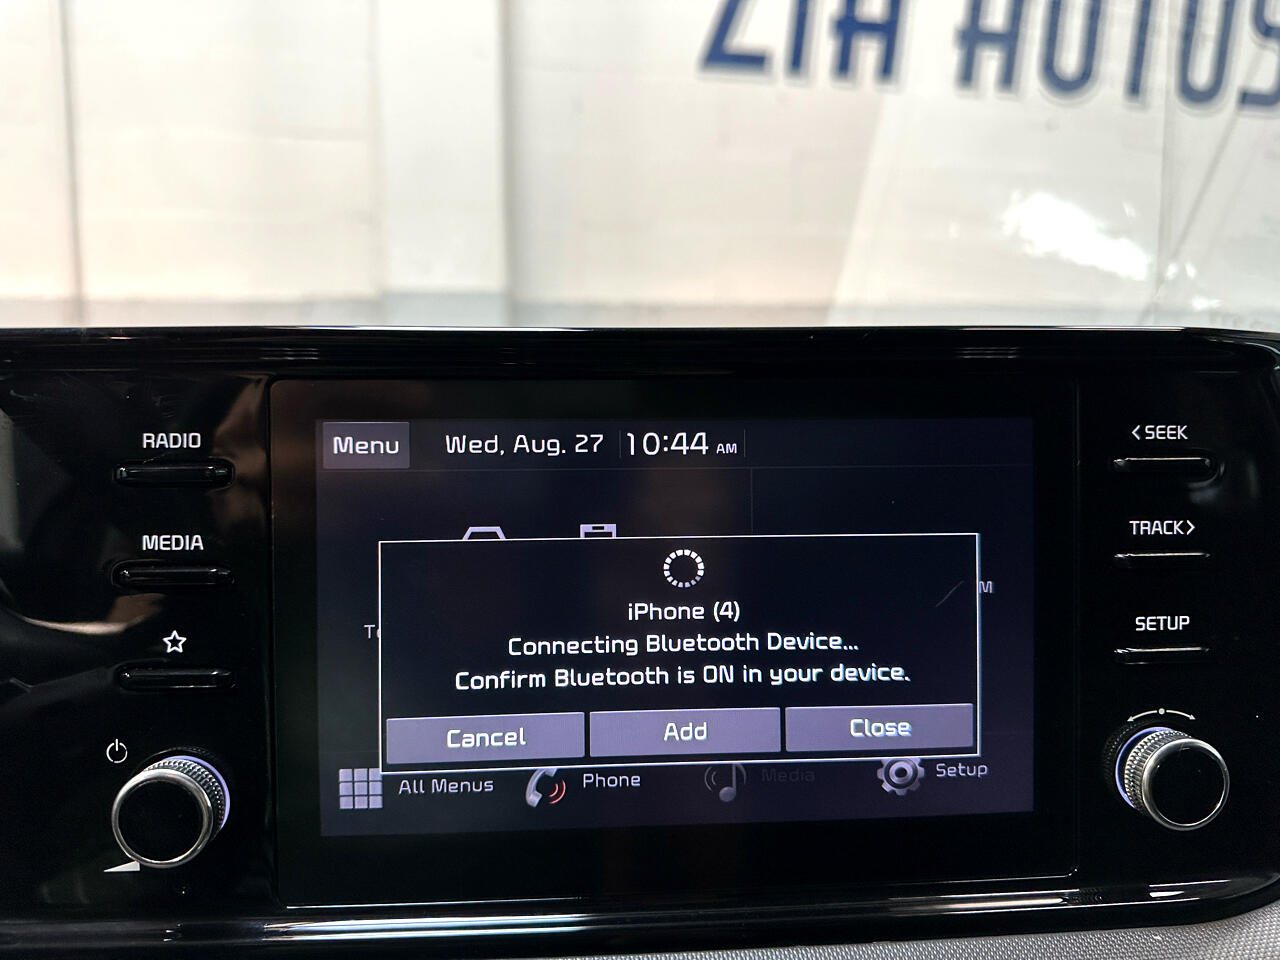 ZIA AUTOS
RADIO
MEDIA
Menu
Wed, Aug. 27
10:44 AM
iPhone (4)
Connecting Bluetooth Device...
Confirm Bluetooth is ON in your device.
Cancel
Add
Close
All Menus
Phone
Media
Setup
< SEEK
TRACK >
SETUP